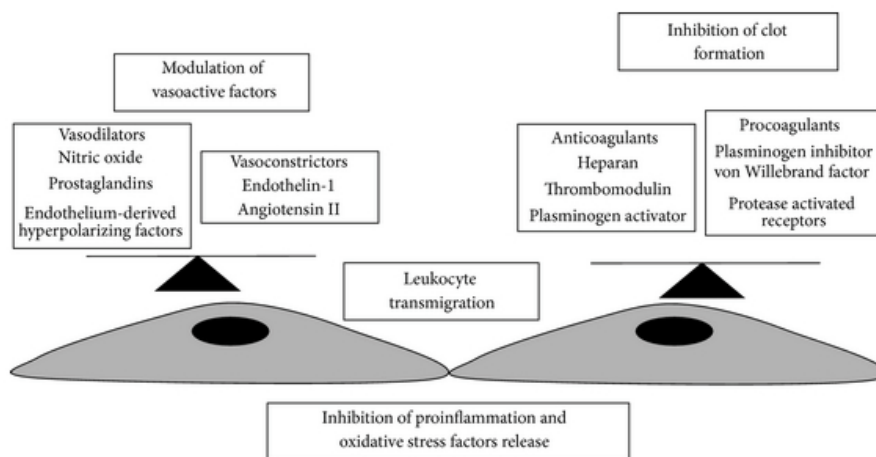 Modulation of
vasoactive factors
Vasodilators
Nitric oxide
Prostaglandins
Endothelium-derived
hyperpolarizing factors
Vasoconstrictors
Endothelin-1
Angiotensin II
Inhibition of clot
formation
Anticoagulants
Heparan
Thrombomodulin
Plasminogen activator
Procoagulants
Plasminogen inhibitor
von Willebrand factor
Protease activated
receptors
Leukocyte
transmigration
Inhibition of proinflammation and
oxidative stress factors release